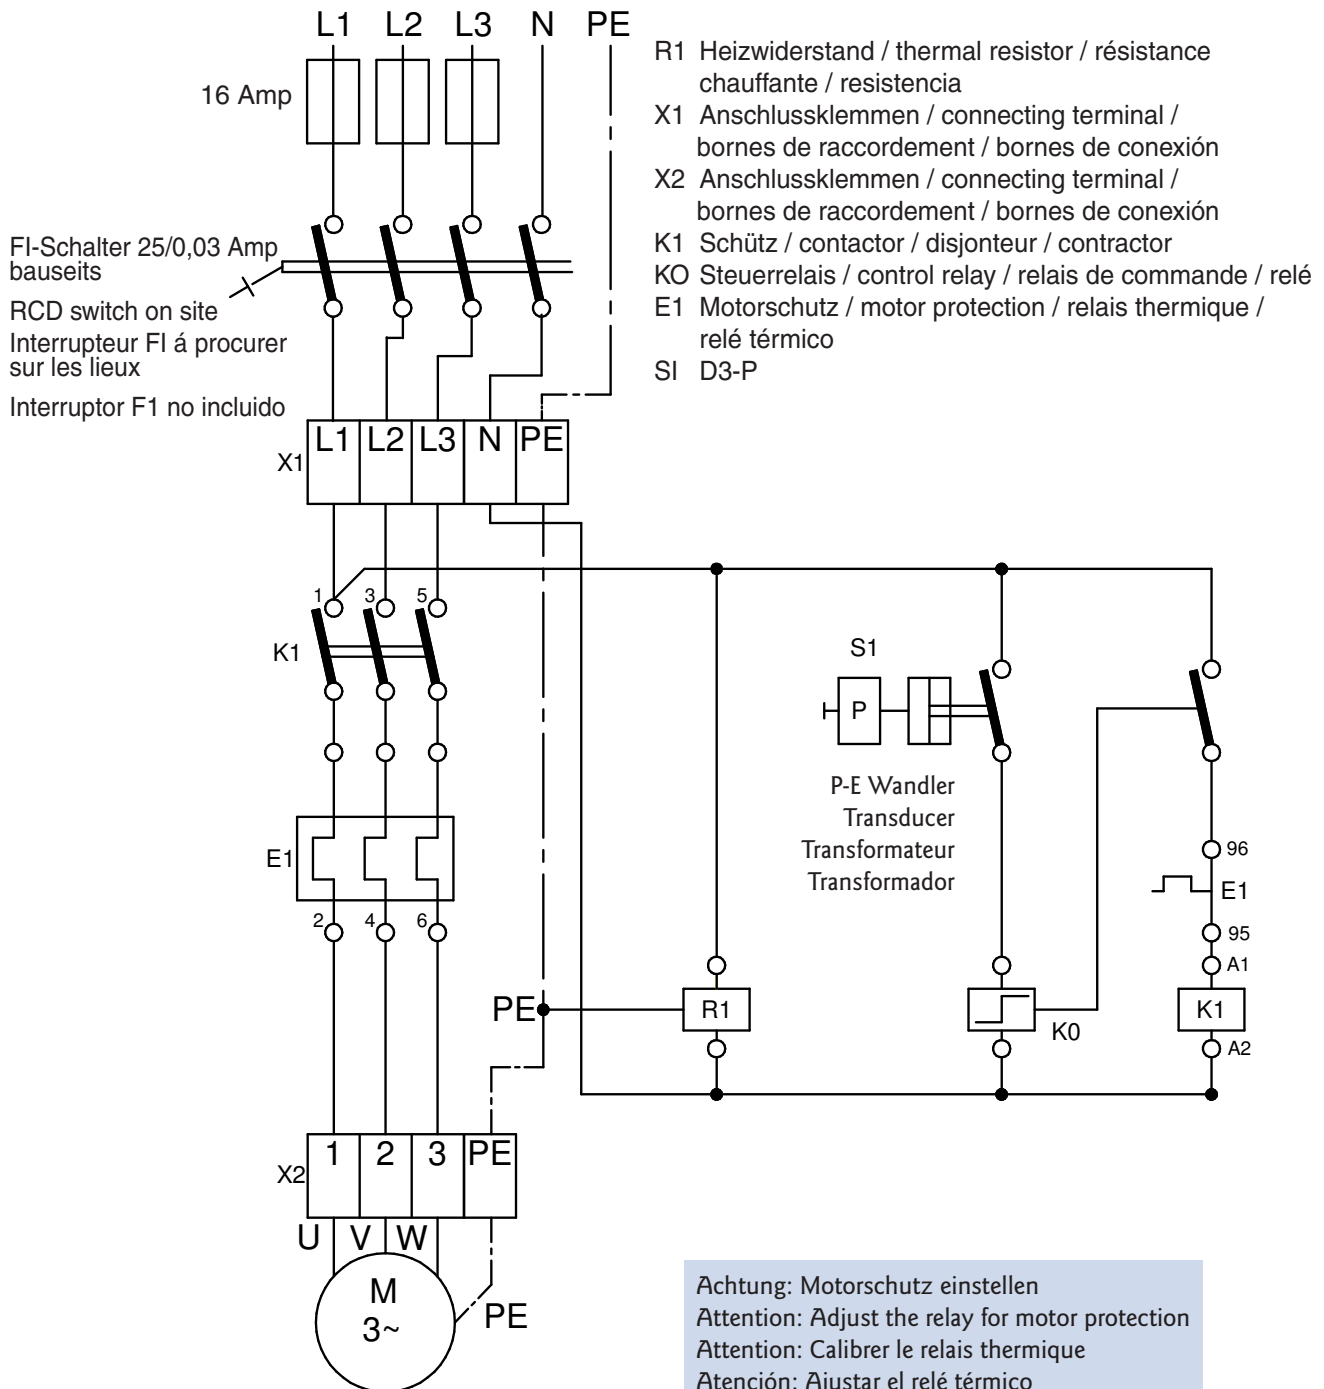 L1 L2 L3 N PE
16 Amp
R1 Heizwiderstand / thermal resistor / résistance
chauffante / resistencia
X1 Anschlussklemmen / connecting terminal /
bornes de raccordement / bornes de conexión
X2 Anschlussklemmen / connecting terminal /
bornes de raccordement / bornes de conexión
K1 Schütz / contactor / disjonteur / contractor
KO Steuerrelais / control relay / relais de commande / relé
E1 Motorschutz / motor protection / relais thermique /
relé térmico
SI D3-P
FI-Schalter 25/0,03 Amp
bauseits
RCD switch on site
Interrupteur FI á procurer
sur les lieux
Interruptor F1 no incluido
X1 L1 L2 L3 N PE
1 3 5
K1
S1
P
P-E Wandler
Transducer
Transformateur
Transformador
E1
2 4 6
96
E1
95
A1
PE R1 K0 K1
A2
X2 1 2 3 PE
U V W
M
3~
PE
Achtung: Motorschutz einstellen
Attention: Adjust the relay for motor protection
Attention: Calibrer le relais thermique
Atención: Ajustar el relé térmico